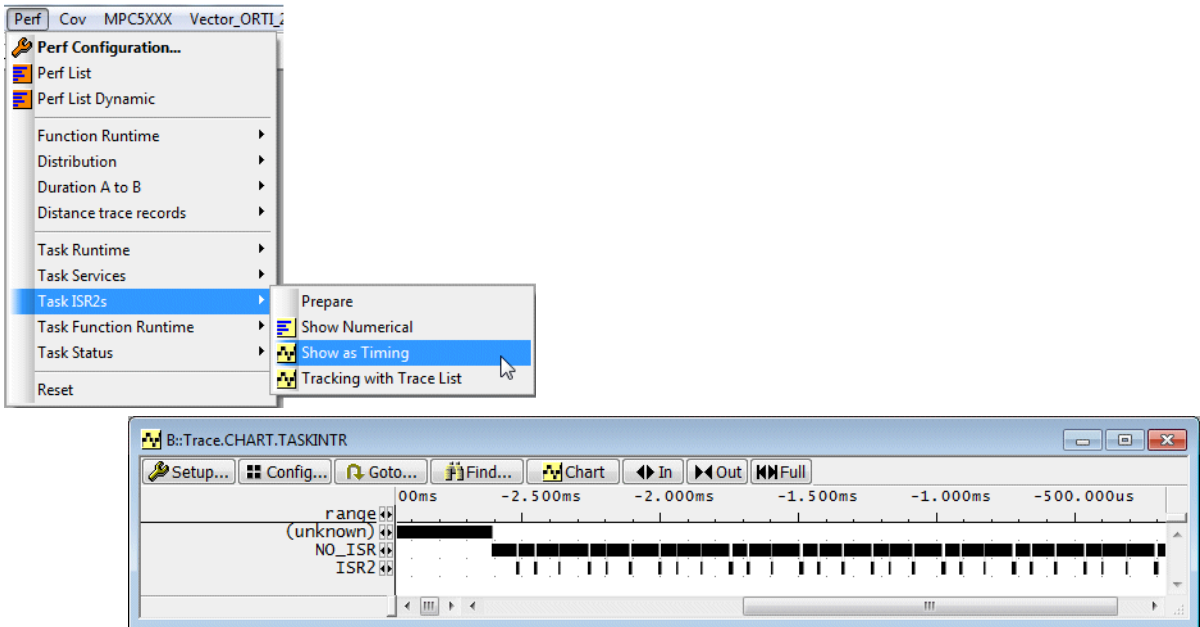 Perf Cov MPC5XXX Vector_ORTI_2
Perf Configuration...
Perf List
Perf List Dynamic
Function Runtime
Distribution
Duration A to B
Distance trace records
Task Runtime
Task Services
Task ISR2s
Task Function Runtime
Task Status
Reset
Prepare
Show Numerical
Show as Timing
Tracking with Trace List
B::Trace.CHART.TASKINTR
Setup... Config... Goto... Find... Chart In Out Full
00ms -2.500ms -2.000ms -1.500ms -1.000ms -500.000us
range
(unknown)
NO_ISR
ISR2